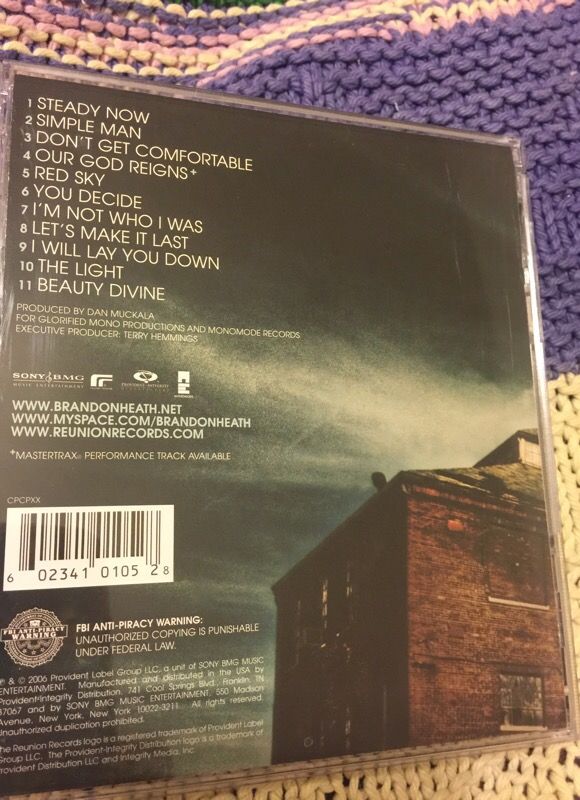 1 STEADY NOW
2 SIMPLE MAN
3 DON'T GET COMFORTABLE
4 OUR GOD REIGNS+
5 RED SKY
6 YOU DECIDE
7 I'M NOT WHO I WAS
8 LET'S MAKE IT LAST
9 I WILL LAY YOU DOWN
10 THE LIGHT
11 BEAUTY DIVINE
PRODUCED BY DAN MUCKALA
FOR GLORIFIED MONO PRODUCTIONS AND MONOMODE RECORDS
EXECUTIVE PRODUCER: TERRY HEMMINGS
SONY BMG
MUSIC ENTERTAINMENT
PROVIDENT-INTEGRITY
WWW.BRANDONHEATH.NET
WWW.MYSPACE.COM/BRANDONHEATH
WWW.REUNIONRECORDS.COM
+MASTERTRAX® PERFORMANCE TRACK AVAILABLE
CPCPXX
6 02341 0105 2 8
FBI ANTI-PIRACY WARNING:
UNAUTHORIZED COPYING IS PUNISHABLE
UNDER FEDERAL LAW.
FBI ANTI-PIRACY
WARNING
℗ & © 2006 Provident Label Group LLC, a unit of SONY BMG MUSIC
ENTERTAINMENT. Manufactured and distributed in the USA by
Provident-Integrity Distribution, 741 Cool Springs Blvd., Franklin, TN
37067 and by SONY BMG MUSIC ENTERTAINMENT, 550 Madison
Avenue, New York, New York 10022-3211. All rights reserved.
Unauthorized duplication prohibited.
The Reunion Records logo is a registered trademark of Provident Label
Group LLC. The Provident-Integrity Distribution logo is a trademark of
Provident Distribution LLC and Integrity Media, Inc